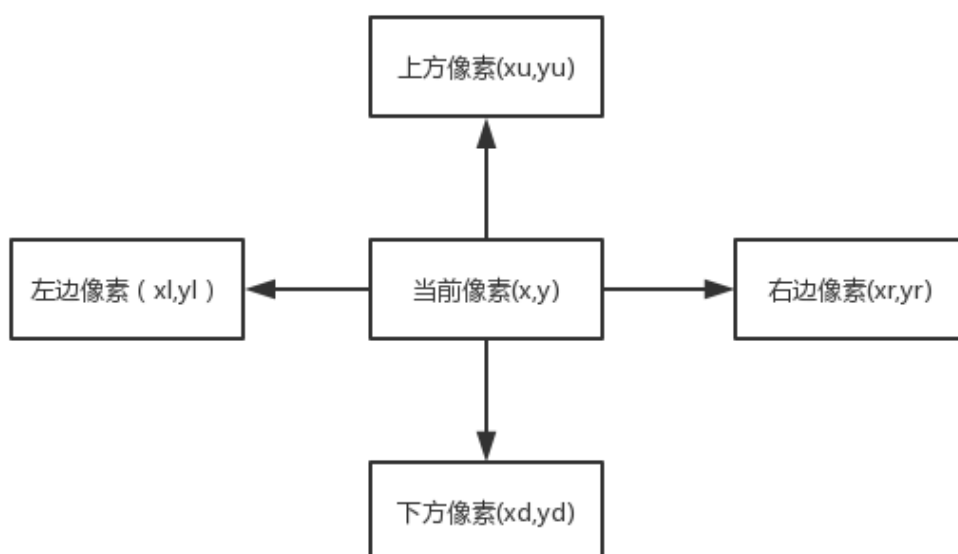 上方像素(xu,yu)
左边像素（xl,yl）
当前像素(x,y)
右边像素(xr,yr)
下方像素(xd,yd)